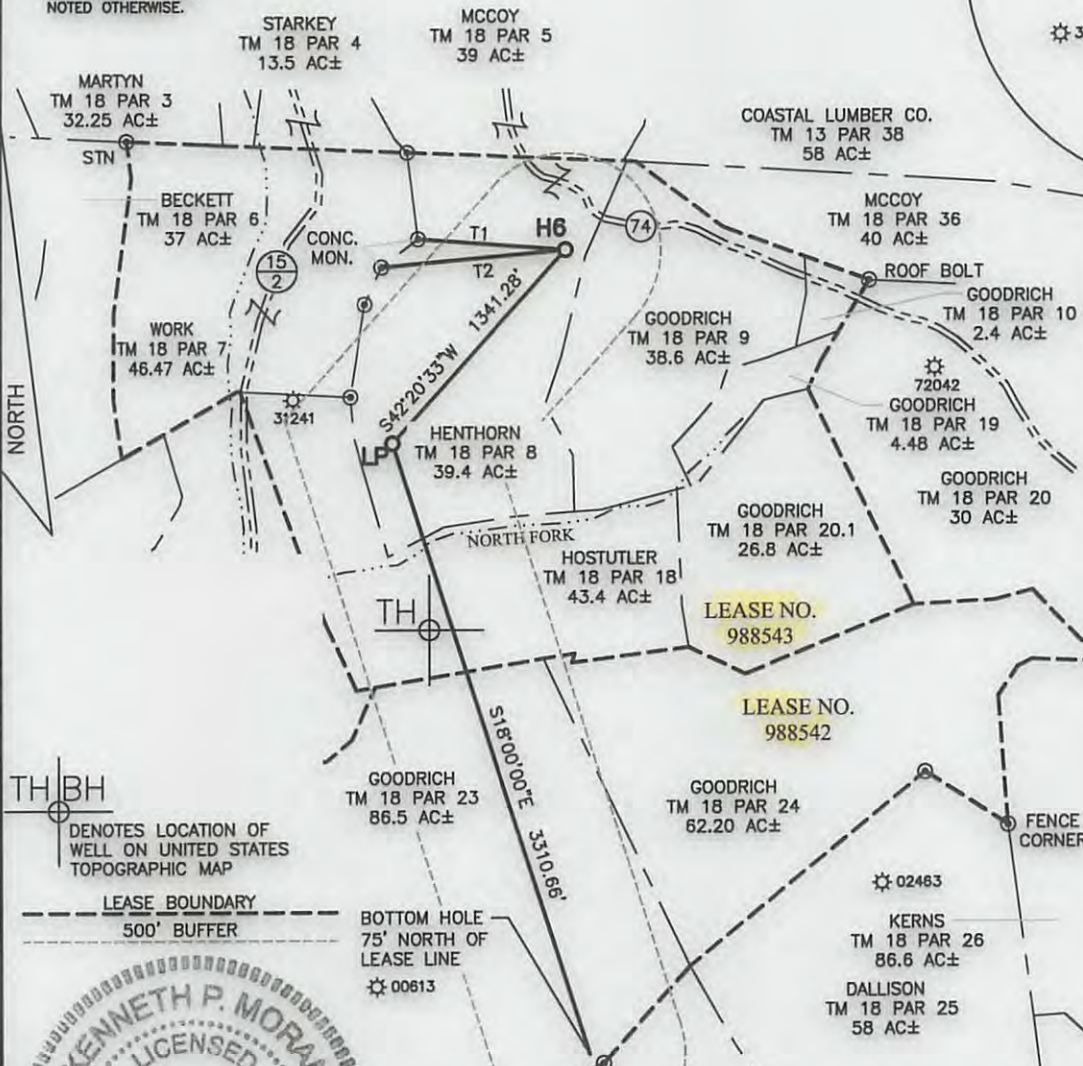 NOTED OTHERWISE.
STARKEY
TM 18 PAR 4
13.5 AC±
MCCOY
TM 18 PAR 5
39 AC±
MARTYN
TM 18 PAR 3
32.25 AC±
COASTAL LUMBER CO.
TM 13 PAR 38
58 AC±
STN
BECKETT
TM 18 PAR 6
37 AC±
MCCOY
TM 18 PAR 36
40 AC±
CONC.
MON.
T1
H6
74
T2
15
2
ROOF BOLT
GOODRICH
TM 18 PAR 10
2.4 AC±
WORK
TM 18 PAR 7
46.47 AC±
GOODRICH
TM 18 PAR 9
38.6 AC±
S42°20'33"W 1341.28'
72042
31241
GOODRICH
TM 18 PAR 19
4.48 AC±
NORTH
LP
HENTHORN
TM 18 PAR 8
39.4 AC±
GOODRICH
TM 18 PAR 20
30 AC±
GOODRICH
TM 18 PAR 20.1
26.8 AC±
NORTH FORK
HOSTUTLER
TM 18 PAR 18
43.4 AC±
TH
LEASE NO.
988543
LEASE NO.
988542
S18°00'00"E 3310.66'
GOODRICH
TM 18 PAR 23
86.5 AC±
GOODRICH
TM 18 PAR 24
62.20 AC±
TH BH
DENOTES LOCATION OF
WELL ON UNITED STATES
TOPOGRAPHIC MAP
FENCE
CORNER
02463
LEASE BOUNDARY
500' BUFFER
BOTTOM HOLE
75' NORTH OF
LEASE LINE
00613
KERNS
TM 18 PAR 26
86.6 AC±
DALLISON
TM 18 PAR 25
58 AC±
KENNETH P. MORA
LICENSED